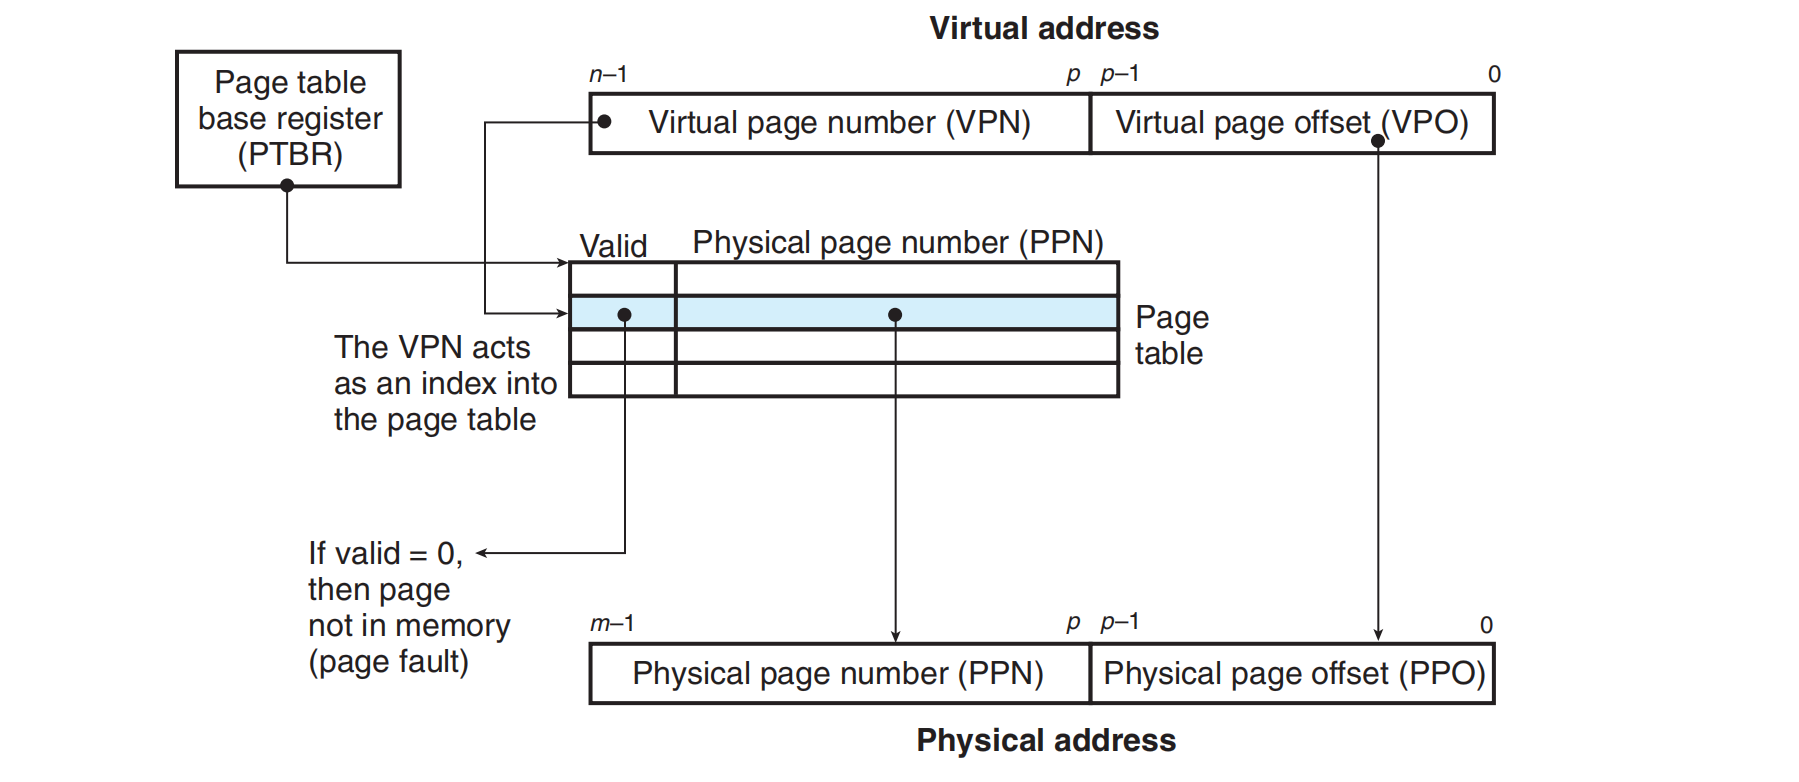 Virtual address
Page table
base register
(PTBR)
n–1
p
p–1
0
Virtual page number (VPN)
Virtual page offset (VPO)
Valid
Physical page number (PPN)
Page
table
The VPN acts
as an index into
the page table
If valid = 0,
then page
not in memory
(page fault)
m–1
p
p–1
0
Physical page number (PPN)
Physical page offset (PPO)
Physical address